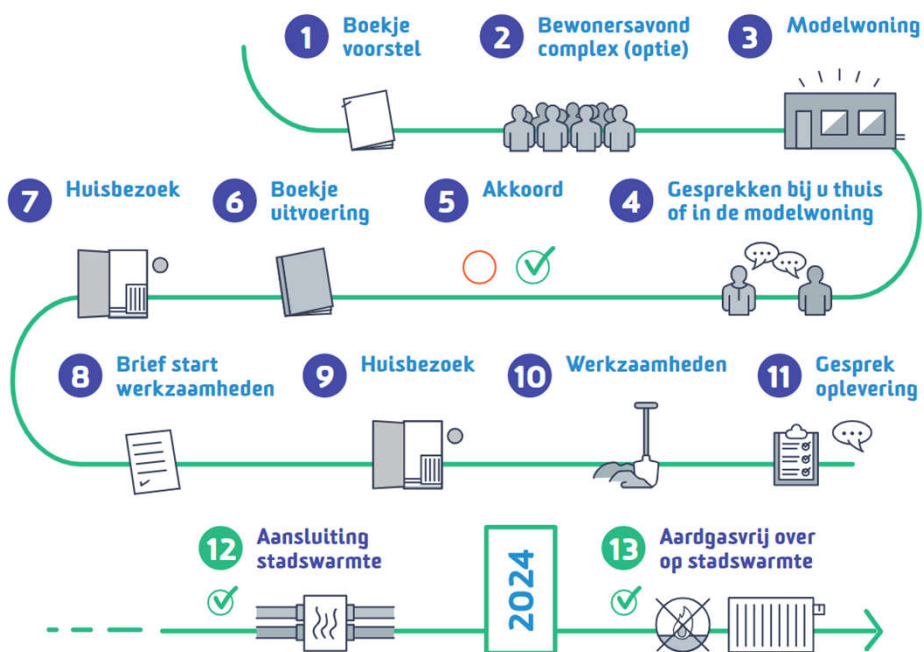 1 Boekje
voorstel
2 Bewonersavond
complex (optie)
3 Modelwoning
4 Gesprekken bij u thuis
of in de modelwoning
5 Akkoord
6 Boekje
uitvoering
7 Huisbezoek
8 Brief start
werkzaamheden
9 Huisbezoek
10 Werkzaamheden
11 Gesprek
oplevering
12 Aansluiting
stadswarmte
2024
13 Aardgasvrij over
op stadswarmte